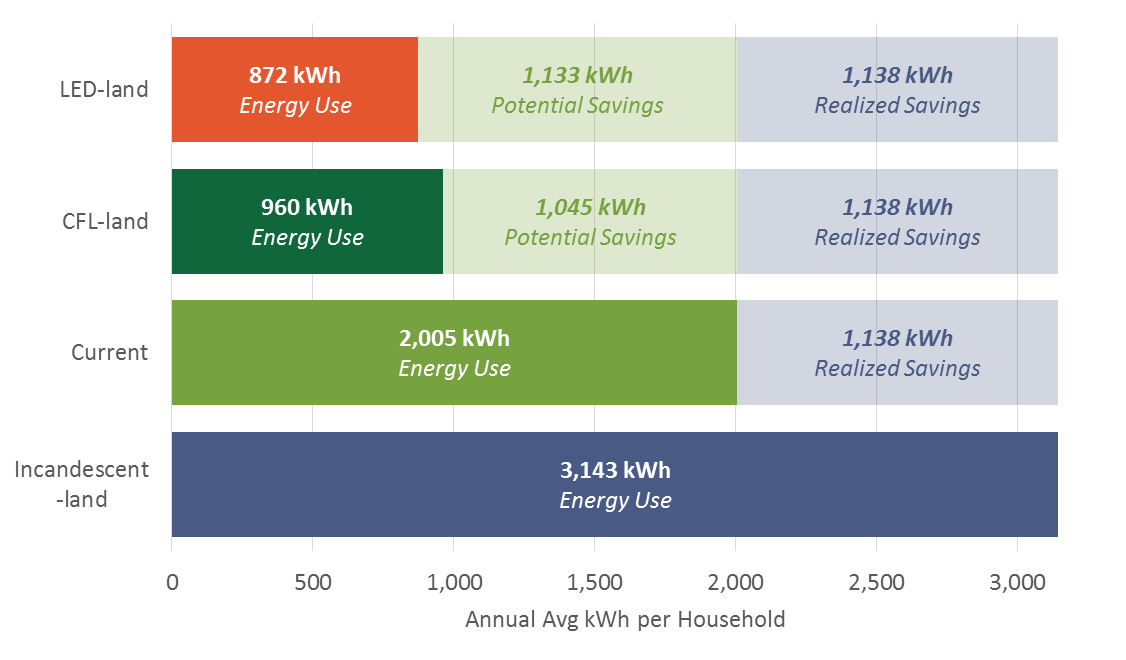 LED-land
872 kWh
Energy Use
1,133 kWh
Potential Savings
1,138 kWh
Realized Savings
CFL-land
960 kWh
Energy Use
1,045 kWh
Potential Savings
1,138 kWh
Realized Savings
Current
2,005 kWh
Energy Use
1,138 kWh
Realized Savings
Incandescent
-land
3,143 kWh
Energy Use
0 500 1,000 1,500 2,000 2,500 3,000
Annual Avg kWh per Household